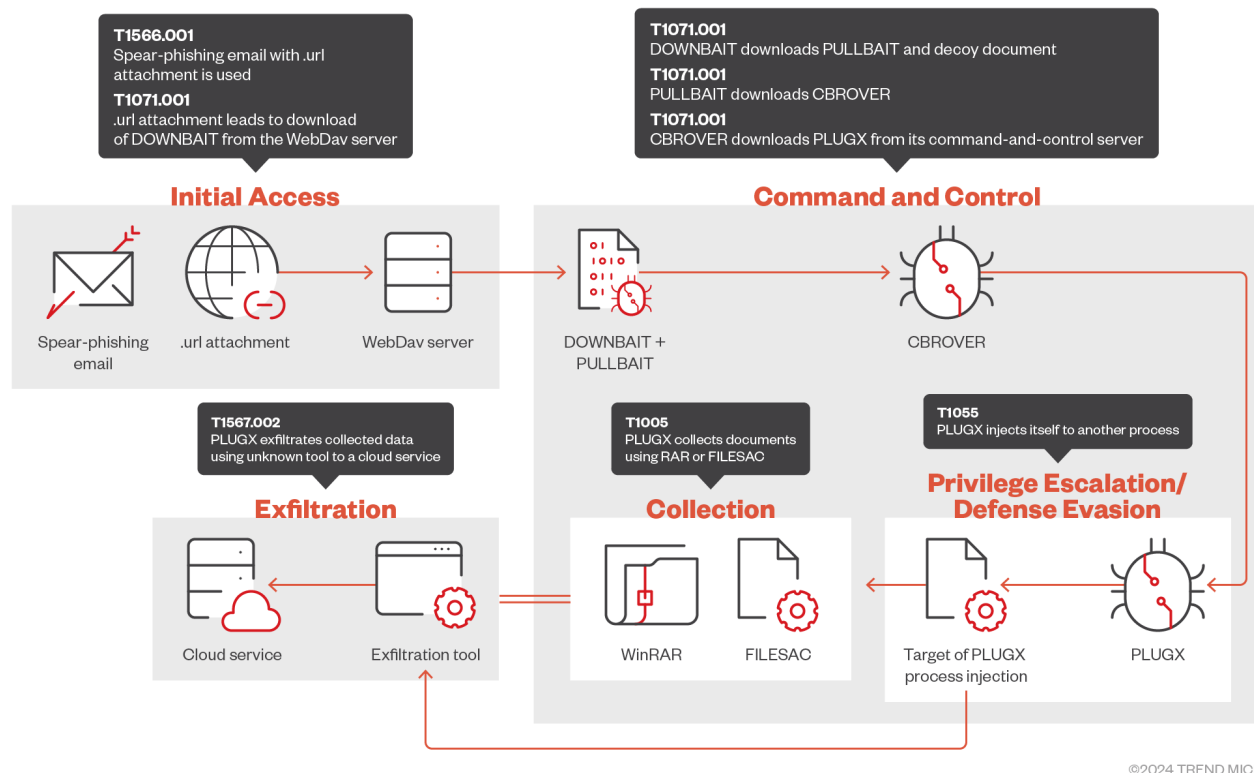 T1566.001
Spear-phishing email with .url
attachment is used
T1071.001
.url attachment leads to download
of DOWNBAIT from the WebDav server
T1071.001
DOWNBAIT downloads PULLBAIT and decoy document
T1071.001
PULLBAIT downloads CBROVER
T1071.001
CBROVER downloads PLUGX from its command-and-control server
Initial Access
Command and Control
Spear-phishing
email
.url attachment
WebDav server
DOWNBAIT +
PULLBAIT
CBROVER
T1567.002
PLUGX exfiltrates collected data
using unknown tool to a cloud service
T1005
PLUGX collects documents
using RAR or FILESAC
T1055
PLUGX injects itself to another process
Exfiltration
Collection
Privilege Escalation/
Defense Evasion
Cloud service
Exfiltration tool
WinRAR
FILESAC
Target of PLUGX
process injection
PLUGX
©2024 TREND MIC